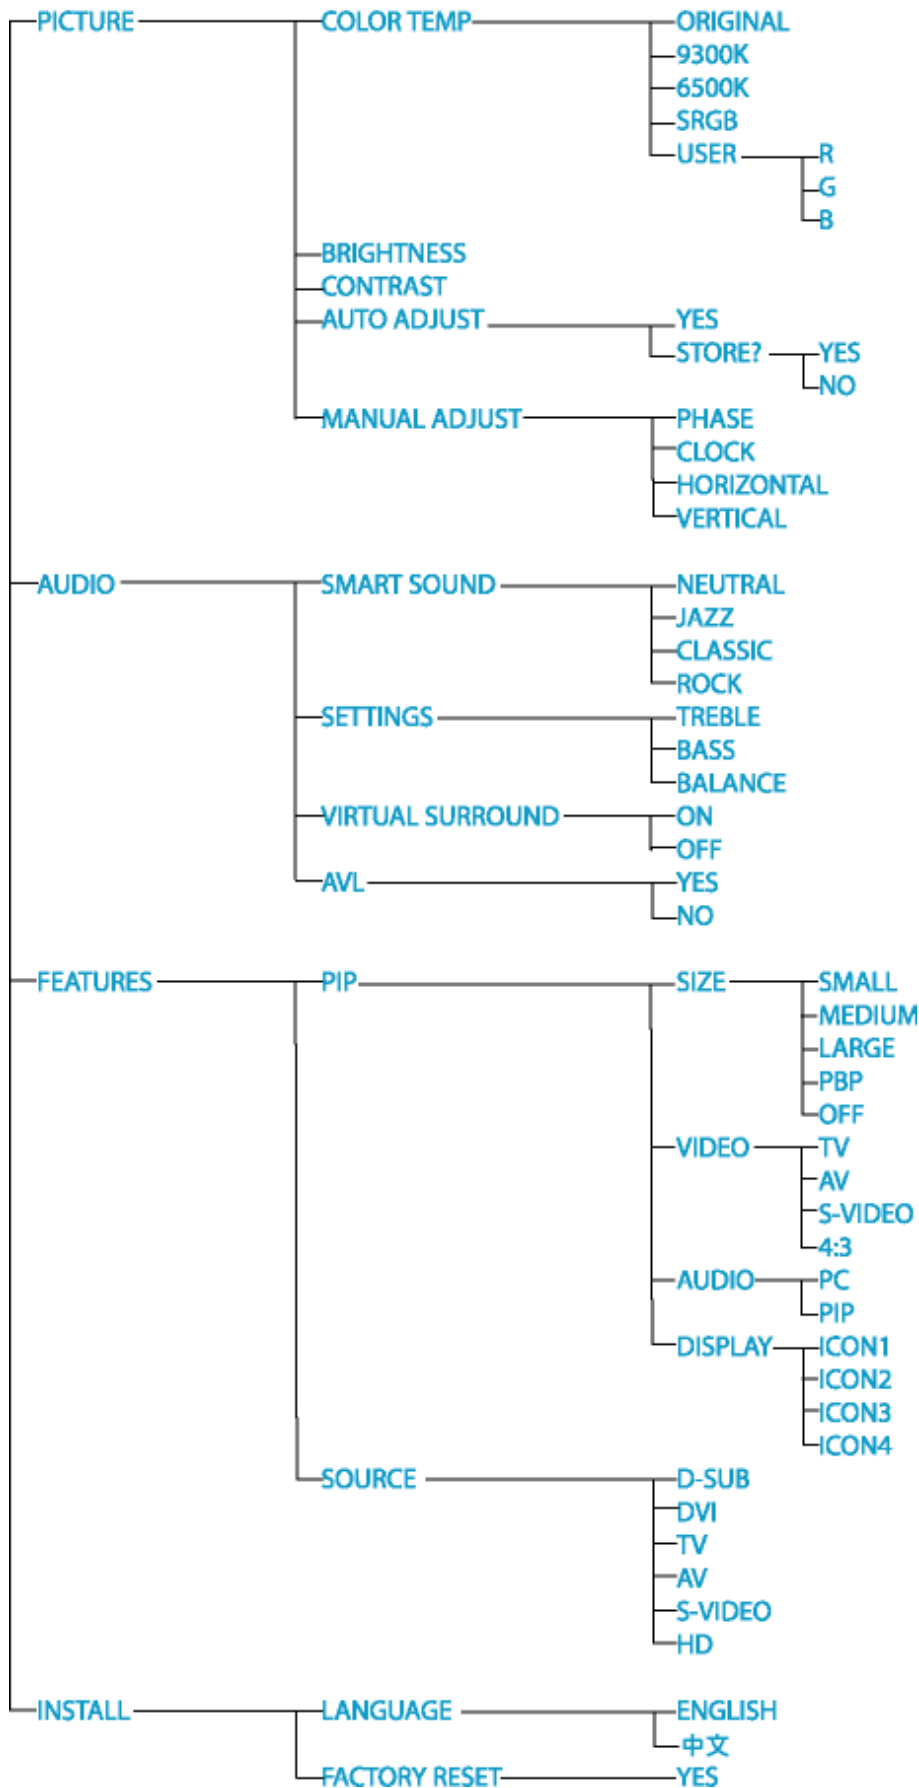 PICTURE COLOR TEMP ORIGINAL
9300K
6500K
SRGB
USER R
G
B
BRIGHTNESS
CONTRAST
AUTO ADJUST YES
STORE? YES
NO
MANUAL ADJUST PHASE
CLOCK
HORIZONTAL
VERTICAL
AUDIO SMART SOUND NEUTRAL
JAZZ
CLASSIC
ROCK
SETTINGS TREBLE
BASS
BALANCE
VIRTUAL SURROUND ON
OFF
AVL YES
NO
FEATURES PIP SIZE SMALL
MEDIUM
LARGE
PBP
OFF
VIDEO TV
AV
S-VIDEO
4:3
AUDIO PC
PIP
DISPLAY ICON1
ICON2
ICON3
ICON4
SOURCE D-SUB
DVI
TV
AV
S-VIDEO
HD
INSTALL LANGUAGE ENGLISH
中文
FACTORY RESET YES